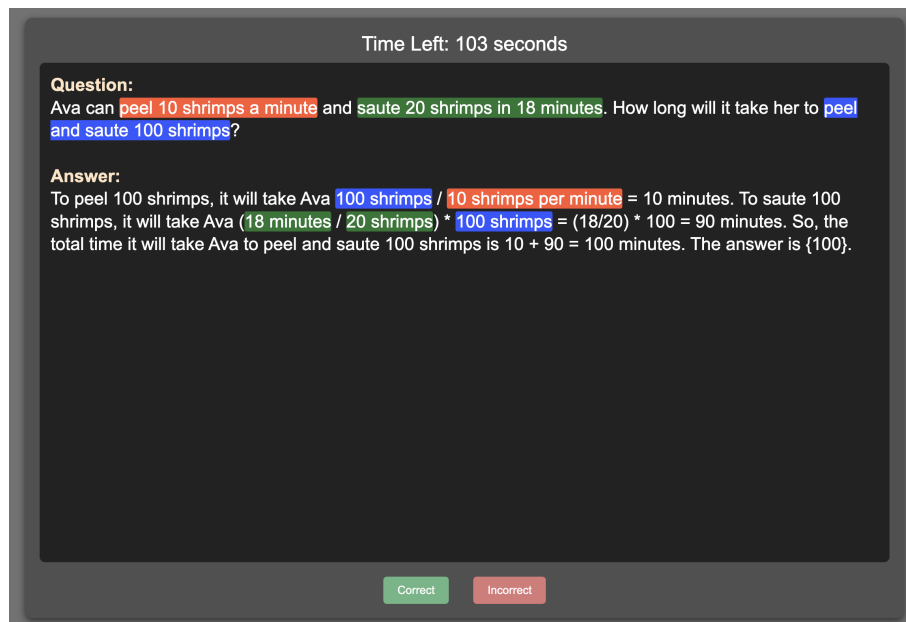 Time Left: 103 seconds
Question:
Ava can peel 10 shrimps a minute and saute 20 shrimps in 18 minutes. How long will it take her to peel
and saute 100 shrimps?
Answer:
To peel 100 shrimps, it will take Ava 100 shrimps / 10 shrimps per minute = 10 minutes. To saute 100
shrimps, it will take Ava (18 minutes / 20 shrimps) * 100 shrimps = (18/20) * 100 = 90 minutes. So, the
total time it will take Ava to peel and saute 100 shrimps is 10 + 90 = 100 minutes. The answer is {100}.
Correct Incorrect